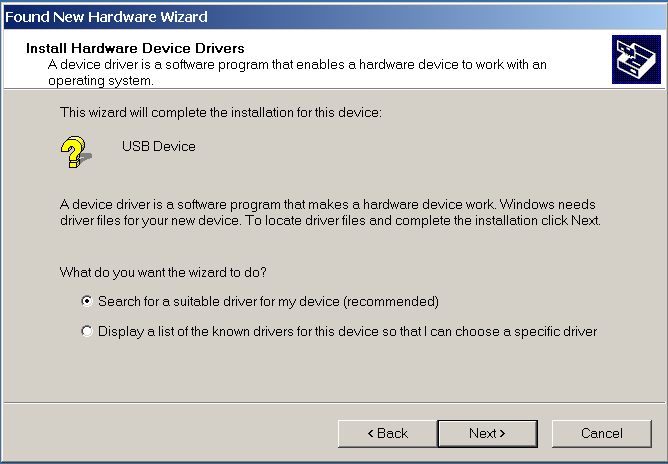 Found New Hardware Wizard
Install Hardware Device Drivers
A device driver is a software program that enables a hardware device to work with an
operating system.
This wizard will complete the installation for this device:
USB Device
A device driver is a software program that makes a hardware device work. Windows needs
driver files for your new device. To locate driver files and complete the installation click Next.
What do you want the wizard to do?
Search for a suitable driver for my device (recommended)
Display a list of the known drivers for this device so that I can choose a specific driver
< Back
Next >
Cancel